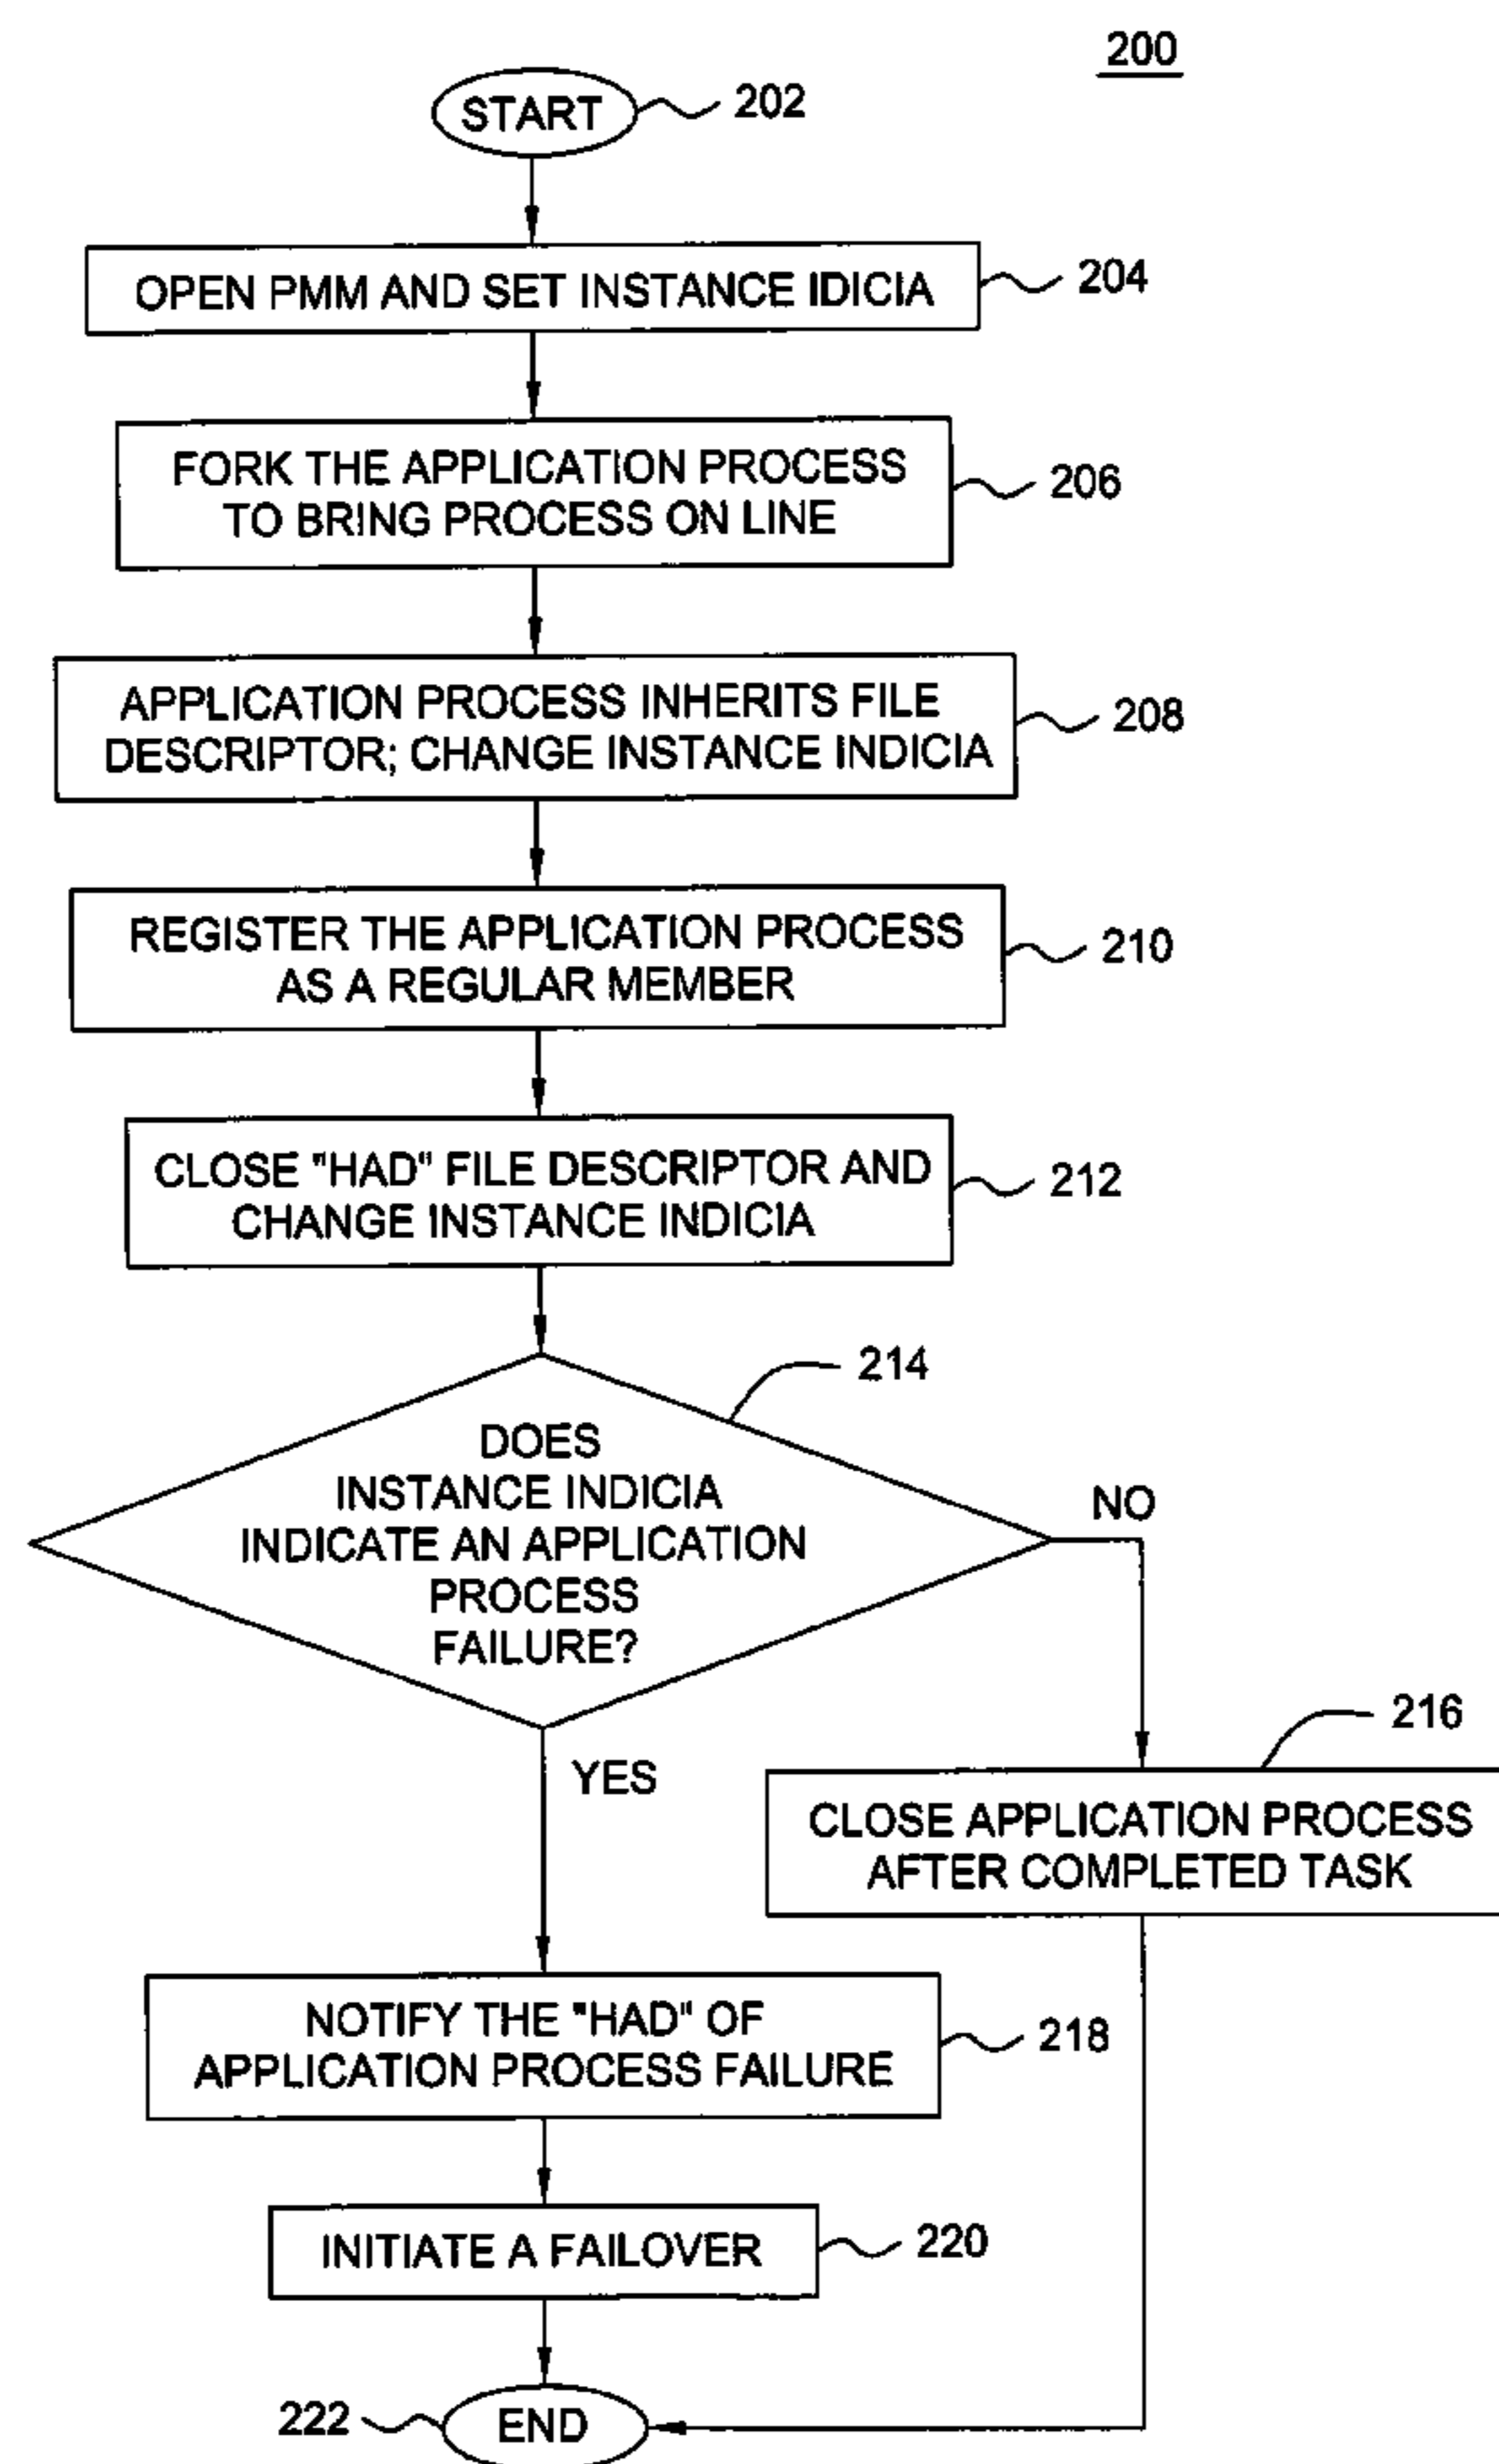 200
START
202
OPEN PMM AND SET INSTANCE IDICIA
204
FORK THE APPLICATION PROCESS
TO BRING PROCESS ON LINE
206
APPLICATION PROCESS INHERITS FILE
DESCRIPTOR; CHANGE INSTANCE INDICIA
208
REGISTER THE APPLICATION PROCESS
AS A REGULAR MEMBER
210
CLOSE "HAD" FILE DESCRIPTOR AND
CHANGE INSTANCE INDICIA
212
214
DOES
INSTANCE INDICIA
INDICATE AN APPLICATION
PROCESS
FAILURE?
NO
YES
216
CLOSE APPLICATION PROCESS
AFTER COMPLETED TASK
NOTIFY THE "HAD" OF
APPLICATION PROCESS FAILURE
218
INITIATE A FAILOVER
220
222
END